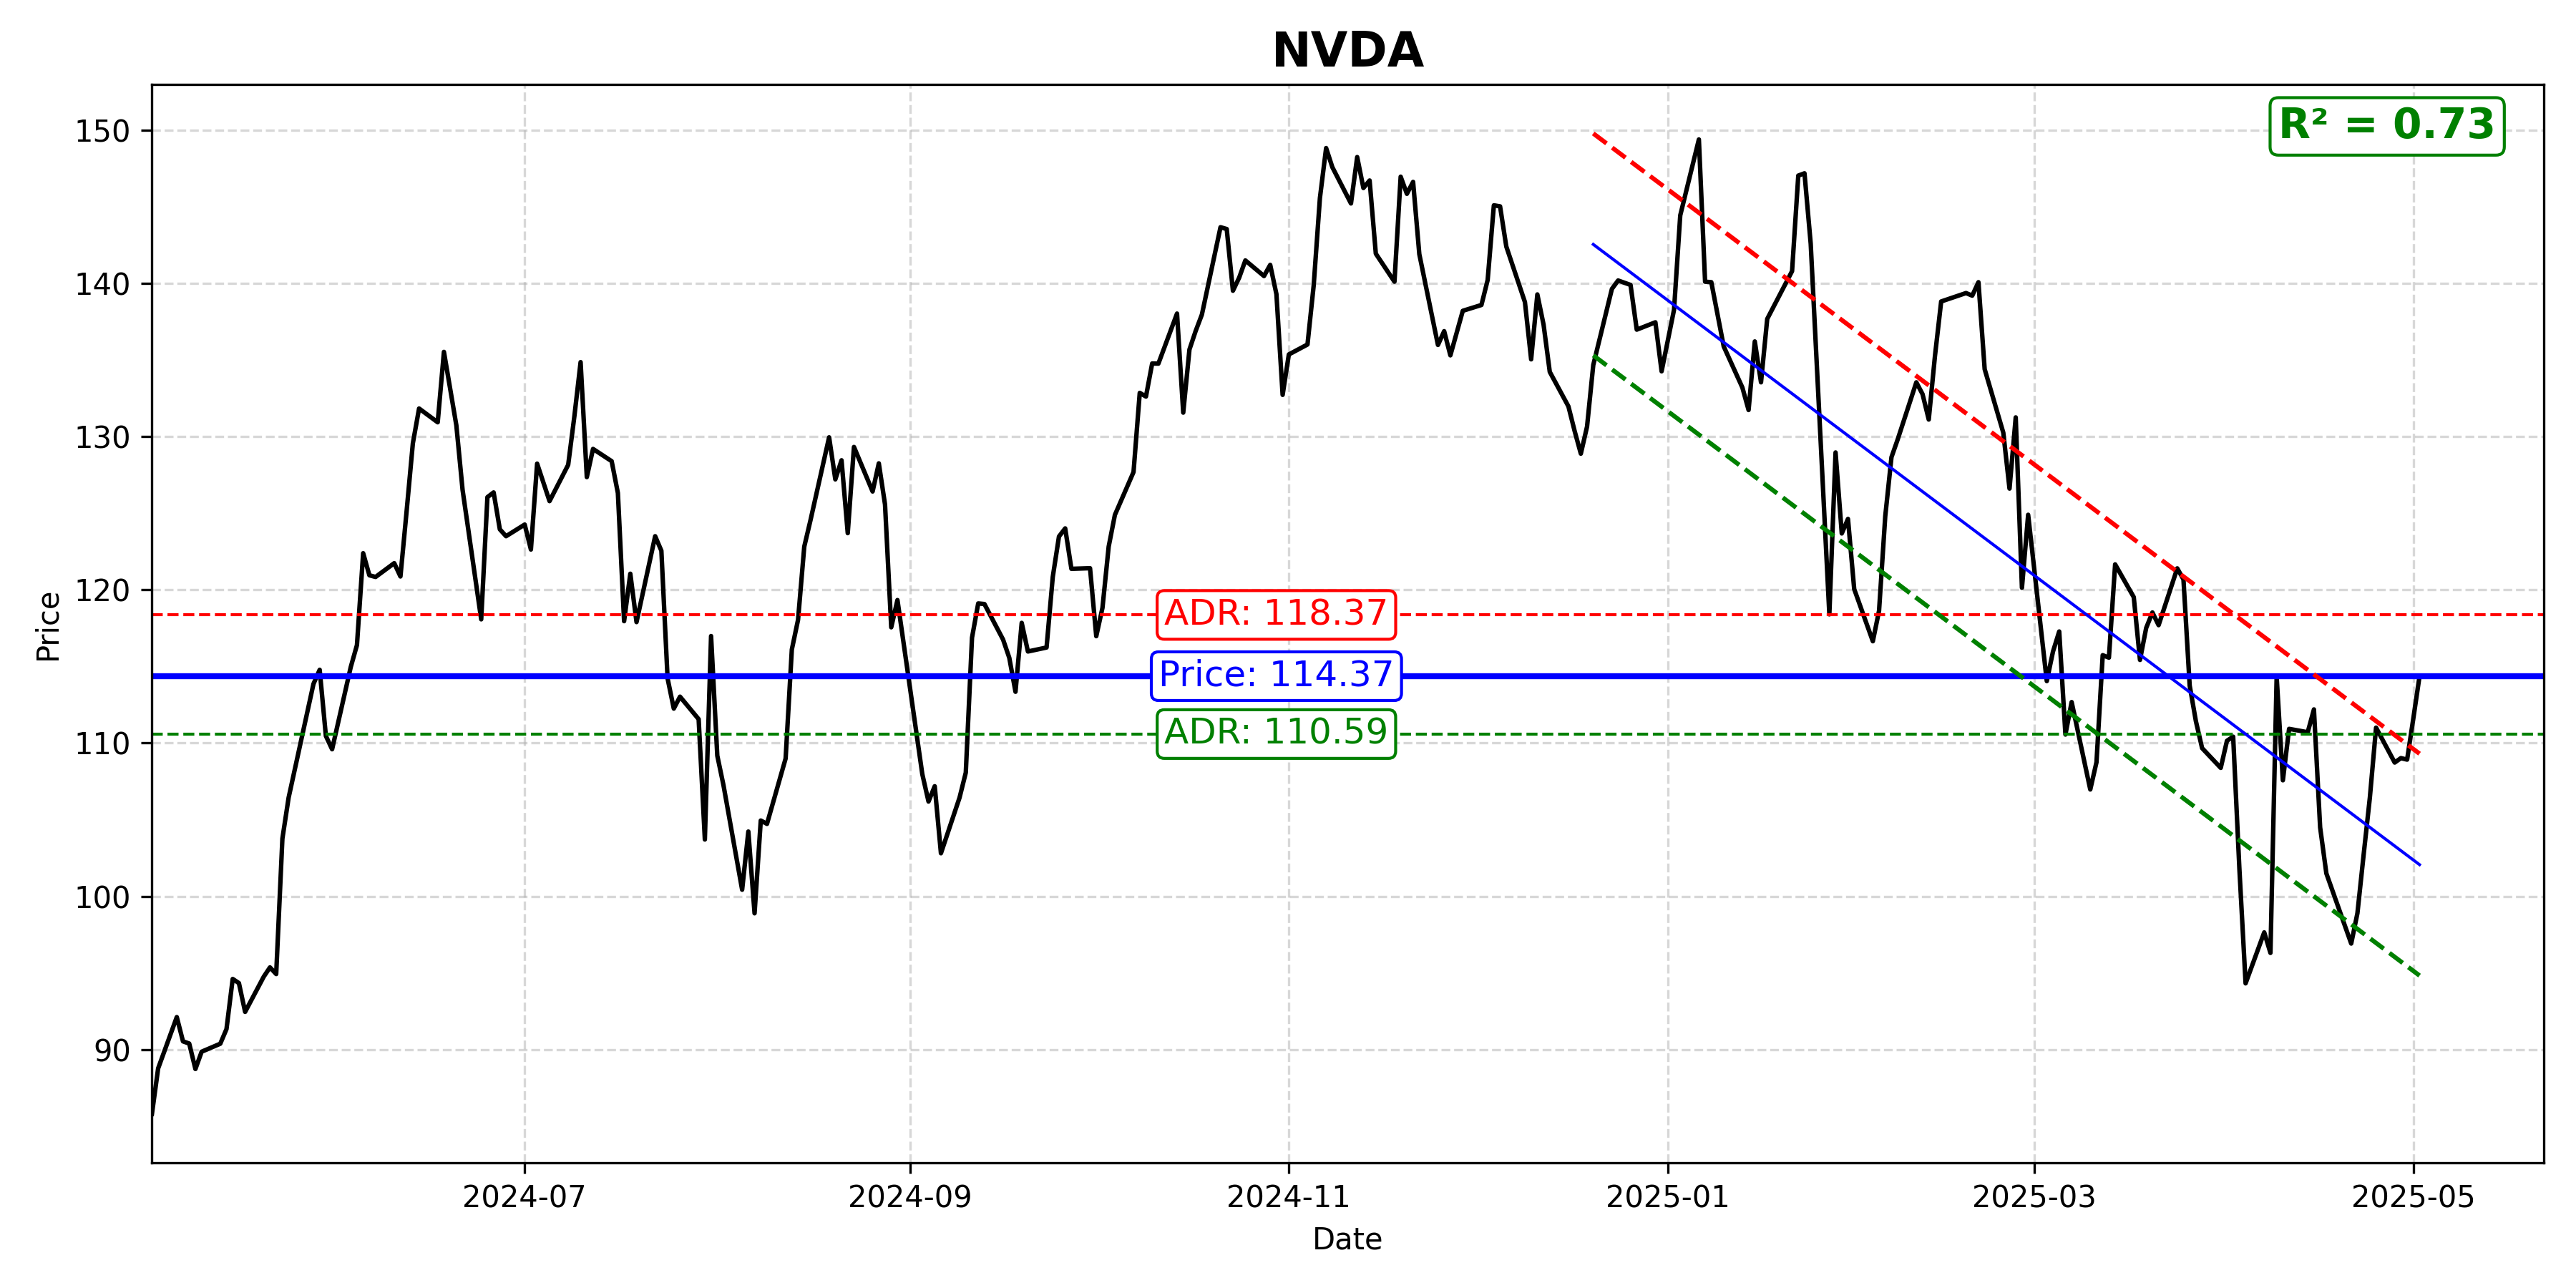 NVDA
R² = 0.73
150
140
130
120
110
100
90
Price
ADR: 118.37
Price: 114.37
ADR: 110.59
2024-07
2024-09
2024-11
2025-01
2025-03
2025-05
Date